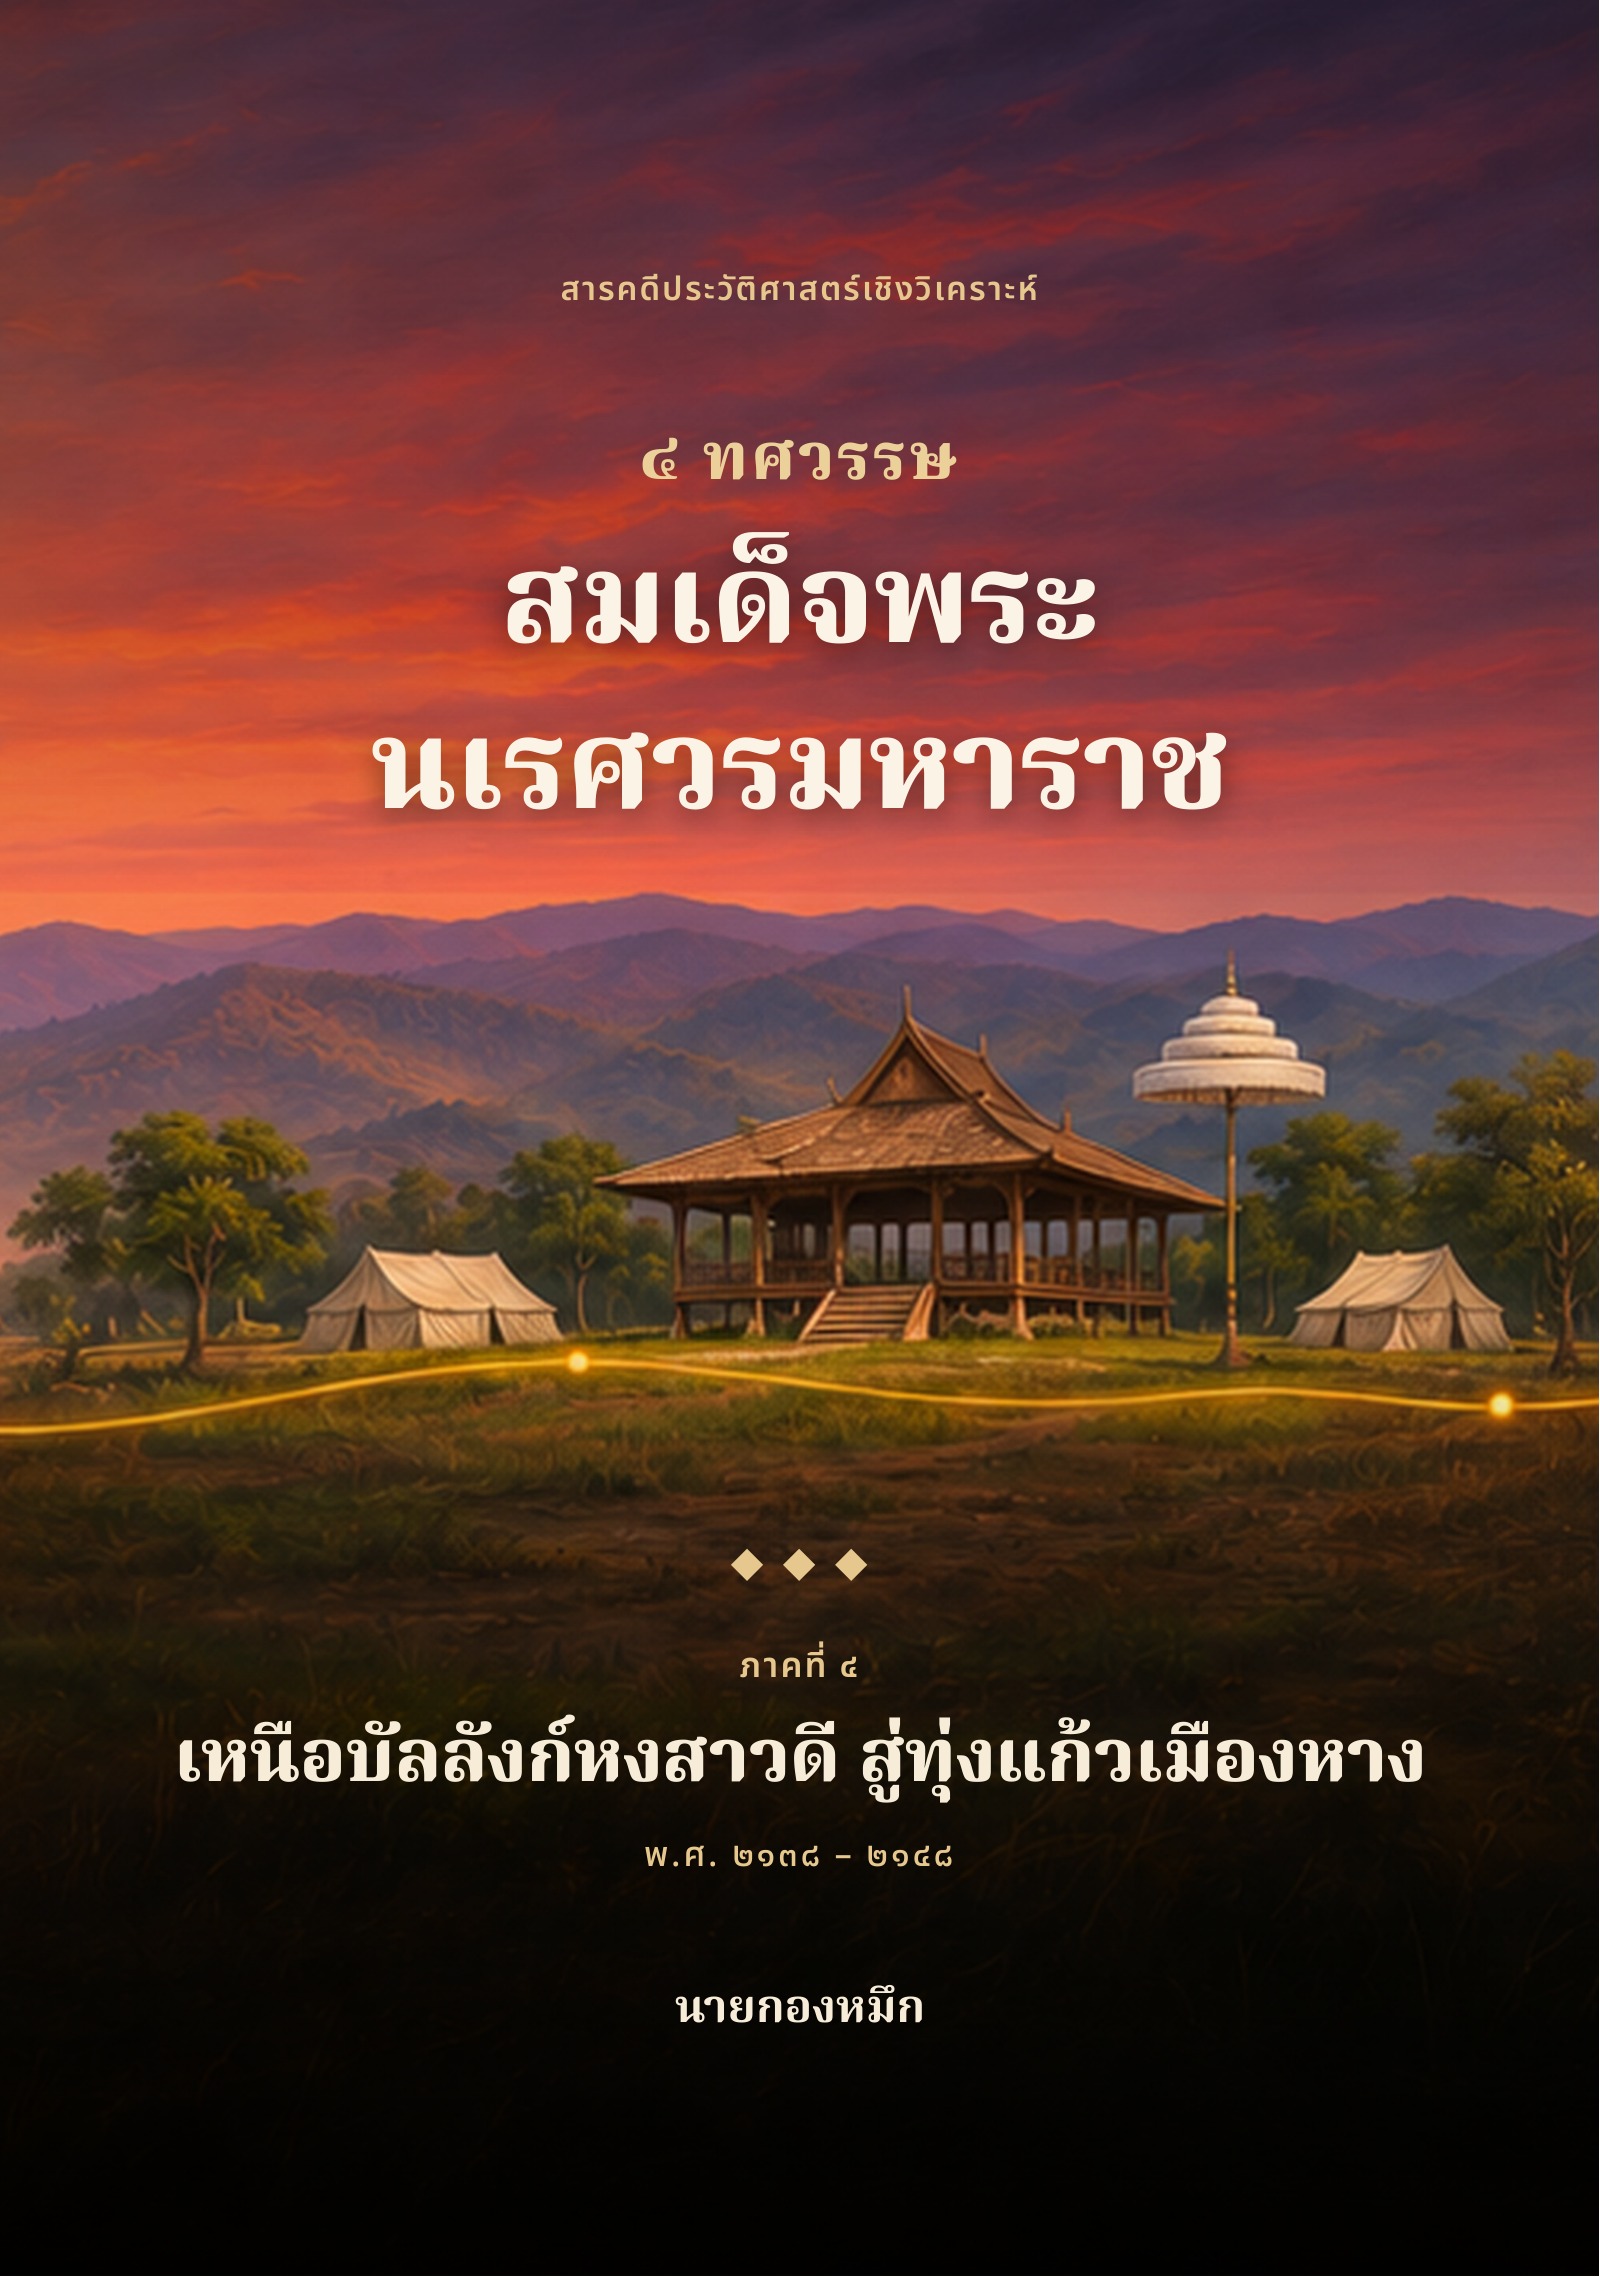 สารคดีประวัติศาสตร์เชิงวิเคราะห์
๔ ทศวรรษ
สมเด็จพระ
นเรศวรมหาราช
ภาคที่ ๔
เหนือบัลลังก์หงสาวดี สู่ทุ่งแก้วเมืองหาง
พ.ศ. ๒๑๓๘ – ๒๑๔๘
นายกองหมึก